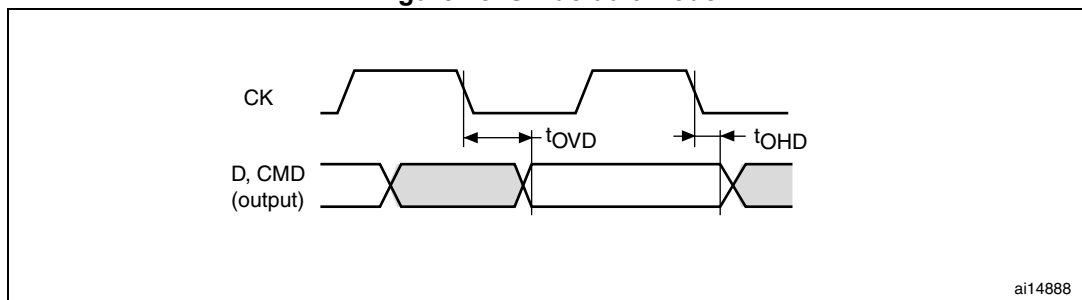 CK
tOVD
tOHD
D, CMD
(output)
ai14888